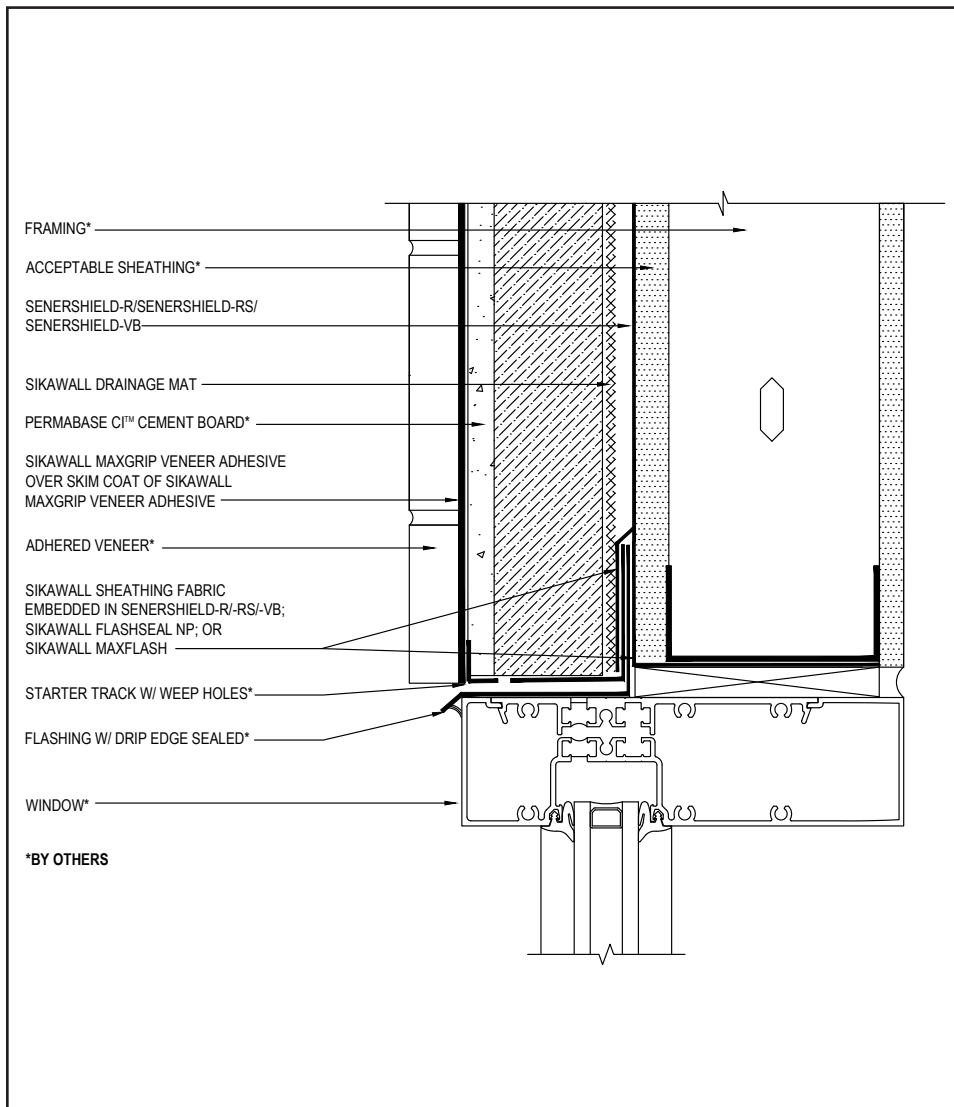 FRAMING*
ACCEPTABLE SHEATHING*
SENERSHIELD-R/SENERSHIELD-RS/
SENERSHIELD-VB
SIKAWALL DRAINAGE MAT
PERMABASE CI™ CEMENT BOARD*
SIKAWALL MAXGRIP VENEER ADHESIVE
OVER SKIM COAT OF SIKAWALL
MAXGRIP VENEER ADHESIVE
ADHERED VENEER*
SIKAWALL SHEATHING FABRIC
EMBEDDED IN SENERSHIELD-R/-RS/-VB;
SIKAWALL FLASHSEAL NP; OR
SIKAWALL MAXFLASH
STARTER TRACK W/ WEEP HOLES*
FLASHING W/ DRIP EDGE SEALED*
WINDOW*
*BY OTHERS